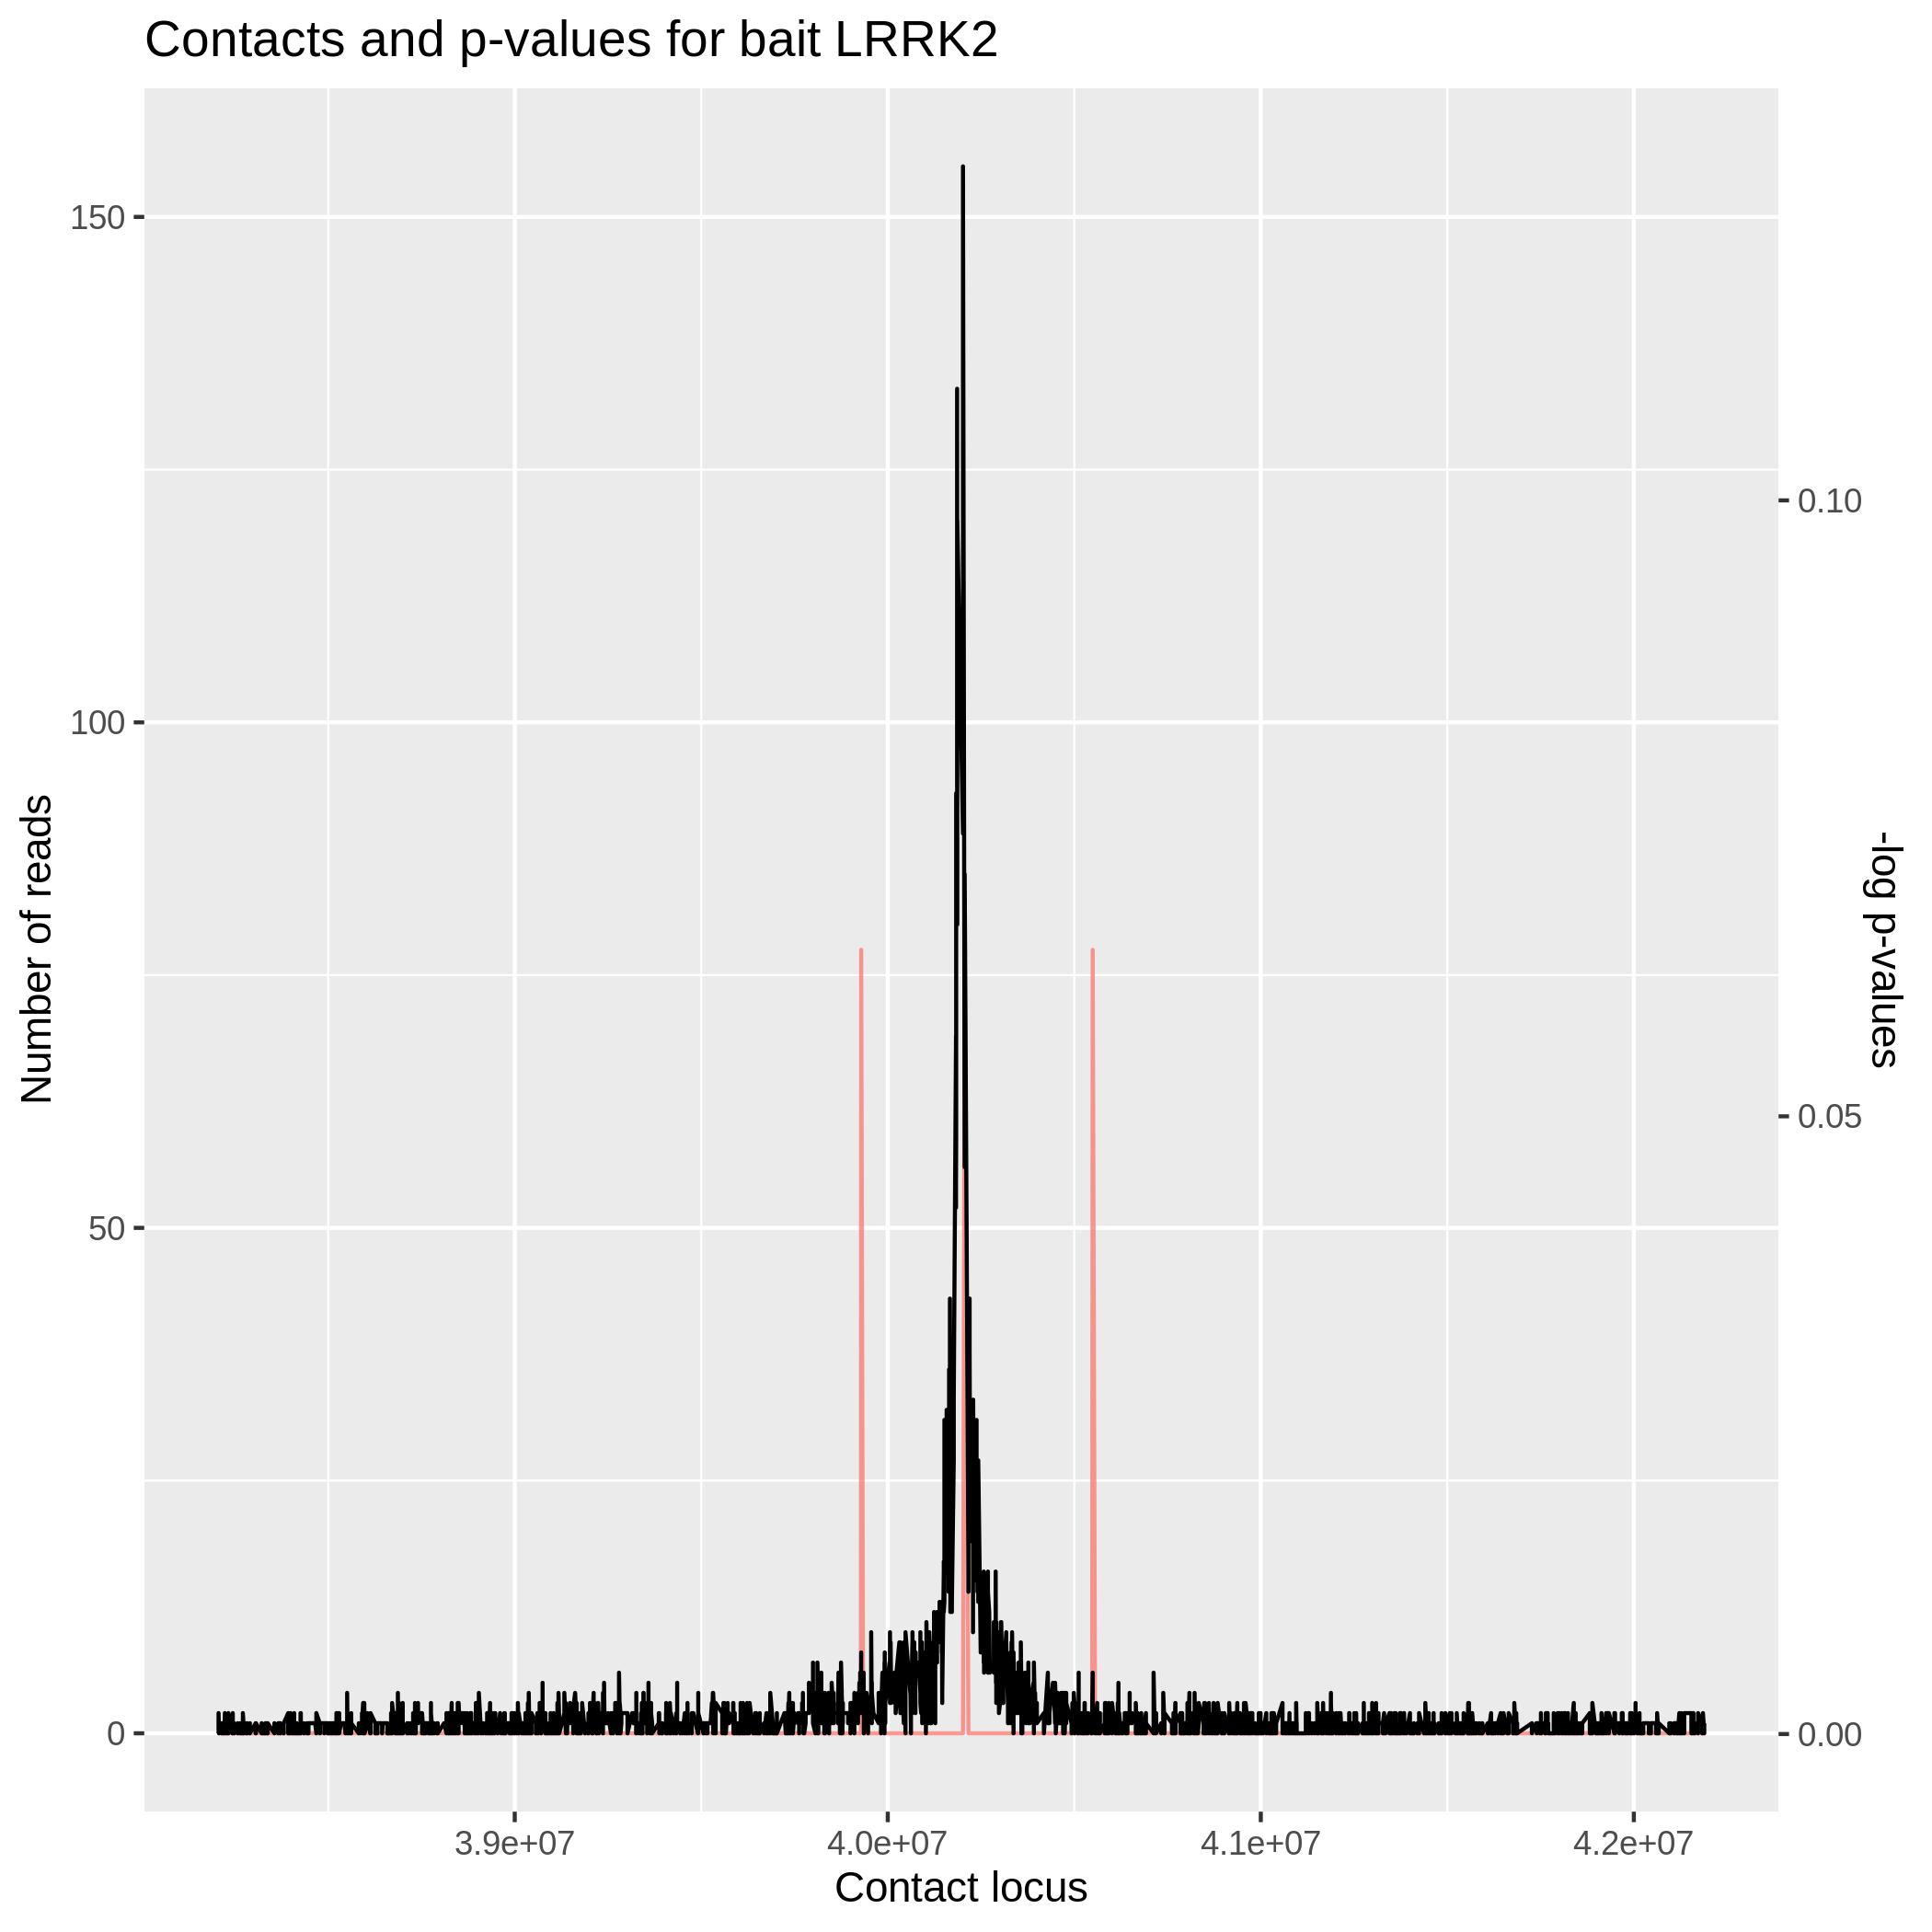 Contacts and p-values for bait LRRK2
Number of reads
150
100
50
0
0.10
0.05
0.00
-log p-values
3.9e+07
4.0e+07
4.1e+07
4.2e+07
Contact locus